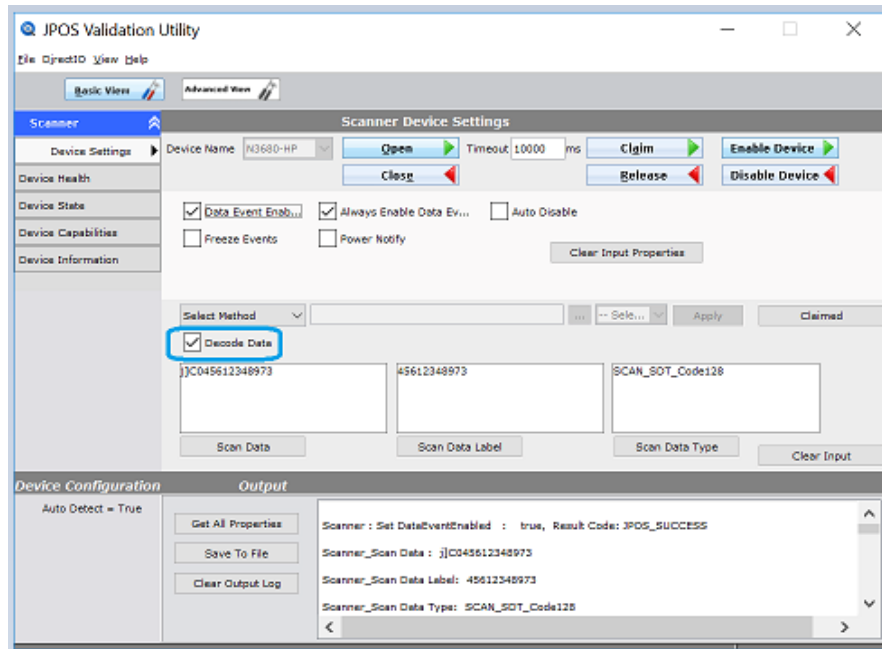 JPOS Validation Utility
File DirectIO View Help
Basic View Advanced View
Scanner
Scanner Device Settings
Device Settings
Device Name N3680-HP Open Timeout 10000 ms Claim Enable Device
Device Health
Close Release Disable Device
Device State
Data Event Enab... Always Enable Data Ev... Auto Disable
Device Capabilities
Freeze Events Power Notify
Device Information
Clear Input Properties
Select Method ... -- Sele... Apply Claimed
Decode Data
j]C045612348973 45612348973 SCAN_SDT_Code128
Scan Data Scan Data Label Scan Data Type Clear Input
Device Configuration Output
Auto Detect = True
Get All Properties
Save To File
Clear Output Log
Scanner : Set DataEventEnabled : true, Result Code: JPOS_SUCCESS
Scanner_Scan Data : j]C045612348973
Scanner_Scan Data Label: 45612348973
Scanner_Scan Data Type: SCAN_SDT_Code128